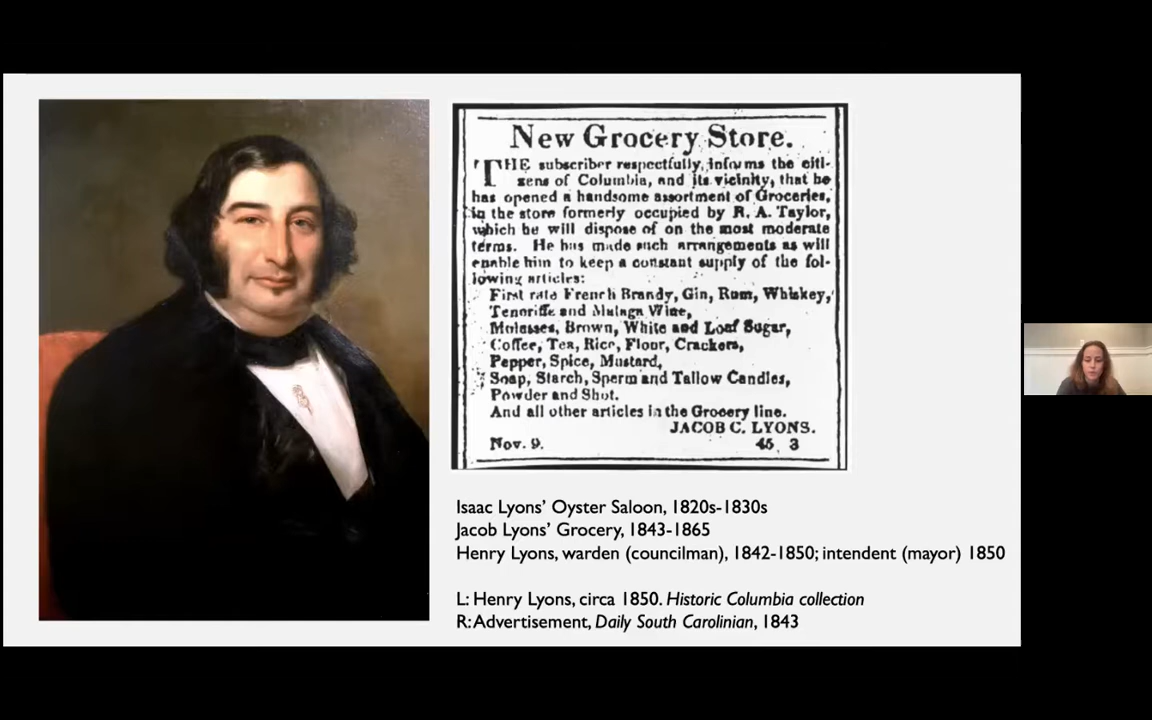 New Grocery Store.
THE subscriber respectfully, informs the citi-
zens of Columbia, and its vicinity, that he
has opened a handsome assortment of Groceries,
in the store formerly occupied by R. A. Taylor,
which he will dispose of on the most moderate
terms. He has made such arrangements as will
enable him to keep a constant supply of the fol-
lowing articles:
First rate French Brandy, Gin, Rum, Whiskey,
Teneriffe and Malaga Wine,
Molasses, Brown, White and Loaf Sugar,
Coffee, Tea, Rice, Flour, Crackers,
Pepper, Spice, Mustard,
Soap, Starch, Sperm and Tallow Candles,
Powder and Shot.
And all other articles in the Grocery line.
JACOB C. LYONS.
Nov. 9. 45 3
Isaac Lyons' Oyster Saloon, 1820s-1830s
Jacob Lyons' Grocery, 1843-1865
Henry Lyons, warden (councilman), 1842-1850; intendent (mayor) 1850
L: Henry Lyons, circa 1850. Historic Columbia collection
R: Advertisement, Daily South Carolinian, 1843